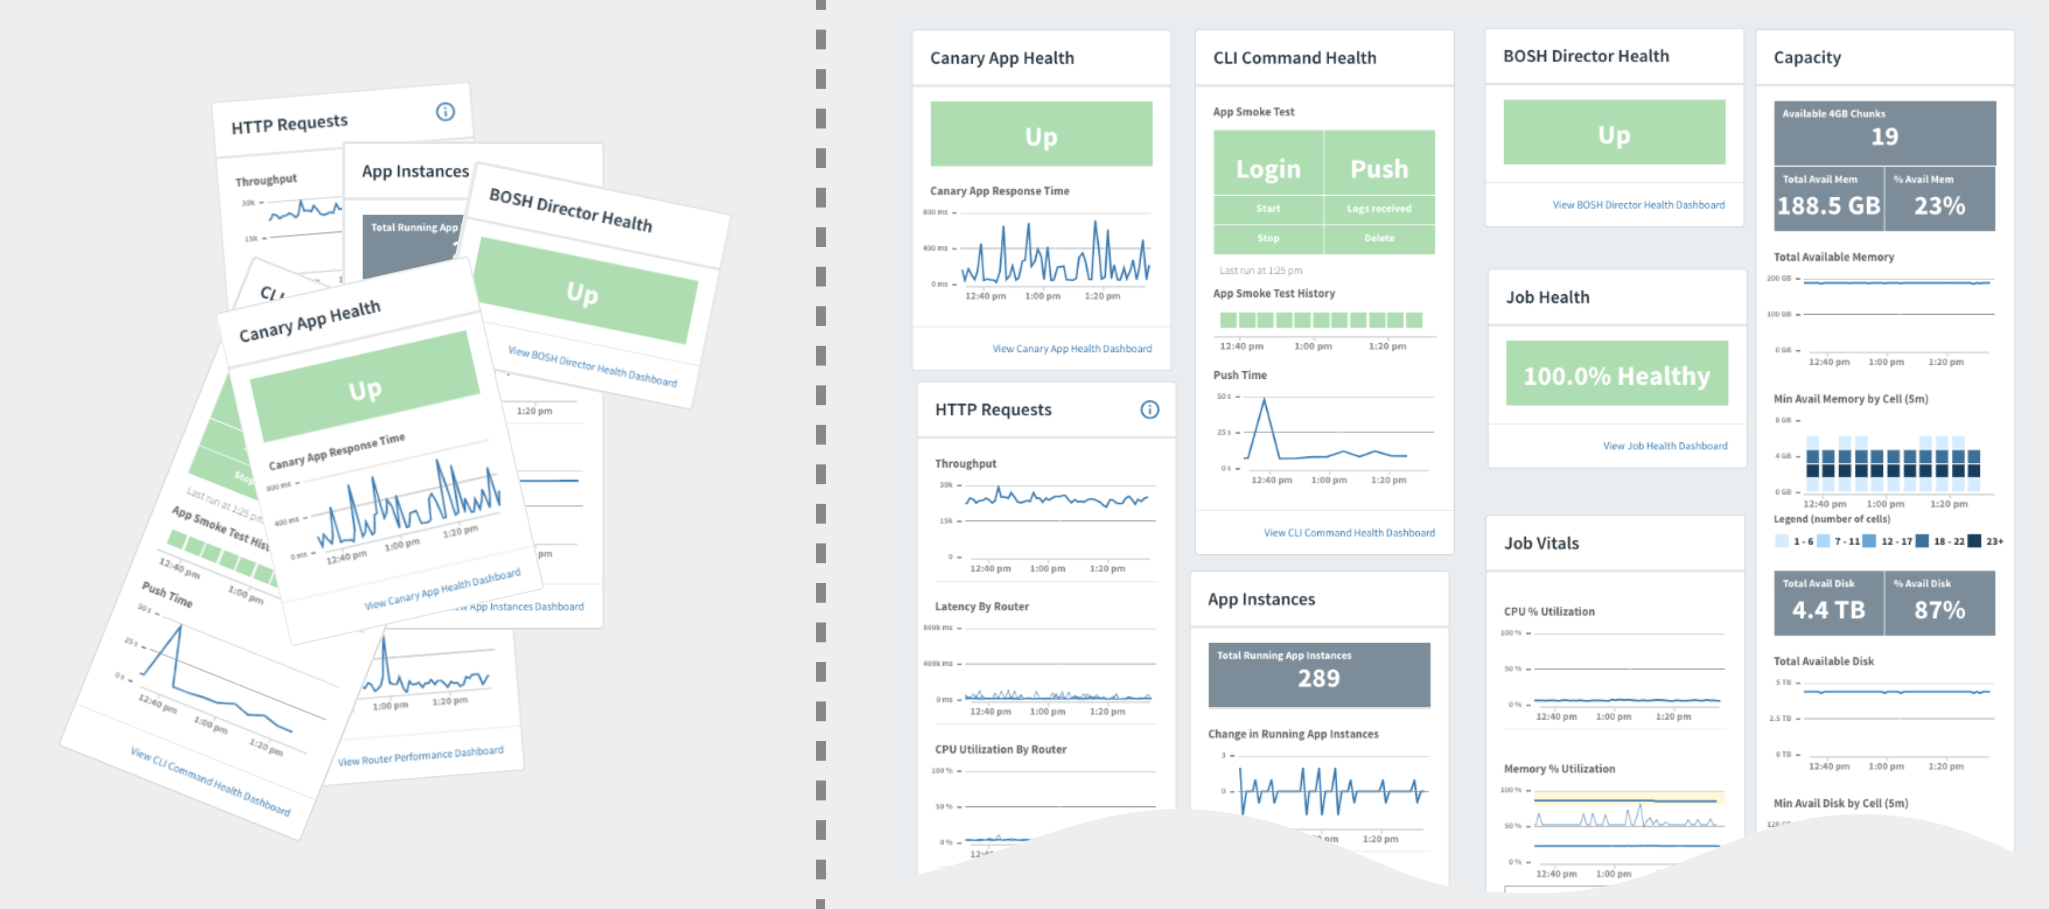 HTTP Requests
Throughput
30k
15k
App Instances
Total Running App
BOSH Director Health
Up
View BOSH Director Health Dashboard
1:20 pm
pm
App Instances Dashboard
Canary App Health
Up
Canary App Response Time
800 ms
400 ms
0 ms
12:40 pm
1:00 pm
1:20 pm
View Canary App Health Dashboard
Stop
Last run at 1:25 pm
App Smoke Test
12:40 pm
1:00 pm
Push Time
50 s
25 s
0 s
12:40 pm
1:00 pm
1:20 pm
View CLI Command Health Dashboard
1:00 pm
1:20 pm
View Router Performance Dashboard
Canary App Health
Up
Canary App Response Time
800 ms
400 ms
0 ms
12:40 pm 1:00 pm 1:20 pm
View Canary App Health Dashboard
HTTP Requests
Throughput
30k
15k
0
12:40 pm 1:00 pm 1:20 pm
Latency By Router
800k ms
400k ms
0 ms
12:40 pm 1:00 pm 1:20 pm
CPU Utilization By Router
100 %
50 %
0 %
CLI Command Health
App Smoke Test
Login Push
Start Logs received
Stop Delete
Last run at 1:25 pm
App Smoke Test History
12:40 pm 1:00 pm 1:20 pm
Push Time
50 s
25 s
0 s
12:40 pm 1:00 pm 1:20 pm
View CLI Command Health Dashboard
App Instances
Total Running App Instances
289
Change in Running App Instances
3
0
pm 1:20 pm
BOSH Director Health
Up
View BOSH Director Health Dashboard
Job Health
100.0% Healthy
View Job Health Dashboard
Job Vitals
CPU % Utilization
100 %
50 %
0 %
12:40 pm 1:00 pm 1:20 pm
Memory % Utilization
100 %
50 %
0 %
12:40 pm 1:00 pm
Capacity
Available 4GB Chunks
19
Total Avail Mem % Avail Mem
188.5 GB 23%
Total Available Memory
200 GB
100 GB
0 GB
12:40 pm 1:00 pm 1:20 pm
Min Avail Memory by Cell (5m)
8 GB
4 GB
0 GB
12:40 pm 1:00 pm 1:20 pm
Legend (number of cells)
1 - 6 7 - 11 12 - 17 18 - 22 23+
Total Avail Disk % Avail Disk
4.4 TB 87%
Total Available Disk
5 TB
2.5 TB
0 TB
12:40 pm 1:00 pm 1:20 pm
Min Avail Disk by Cell (5m)